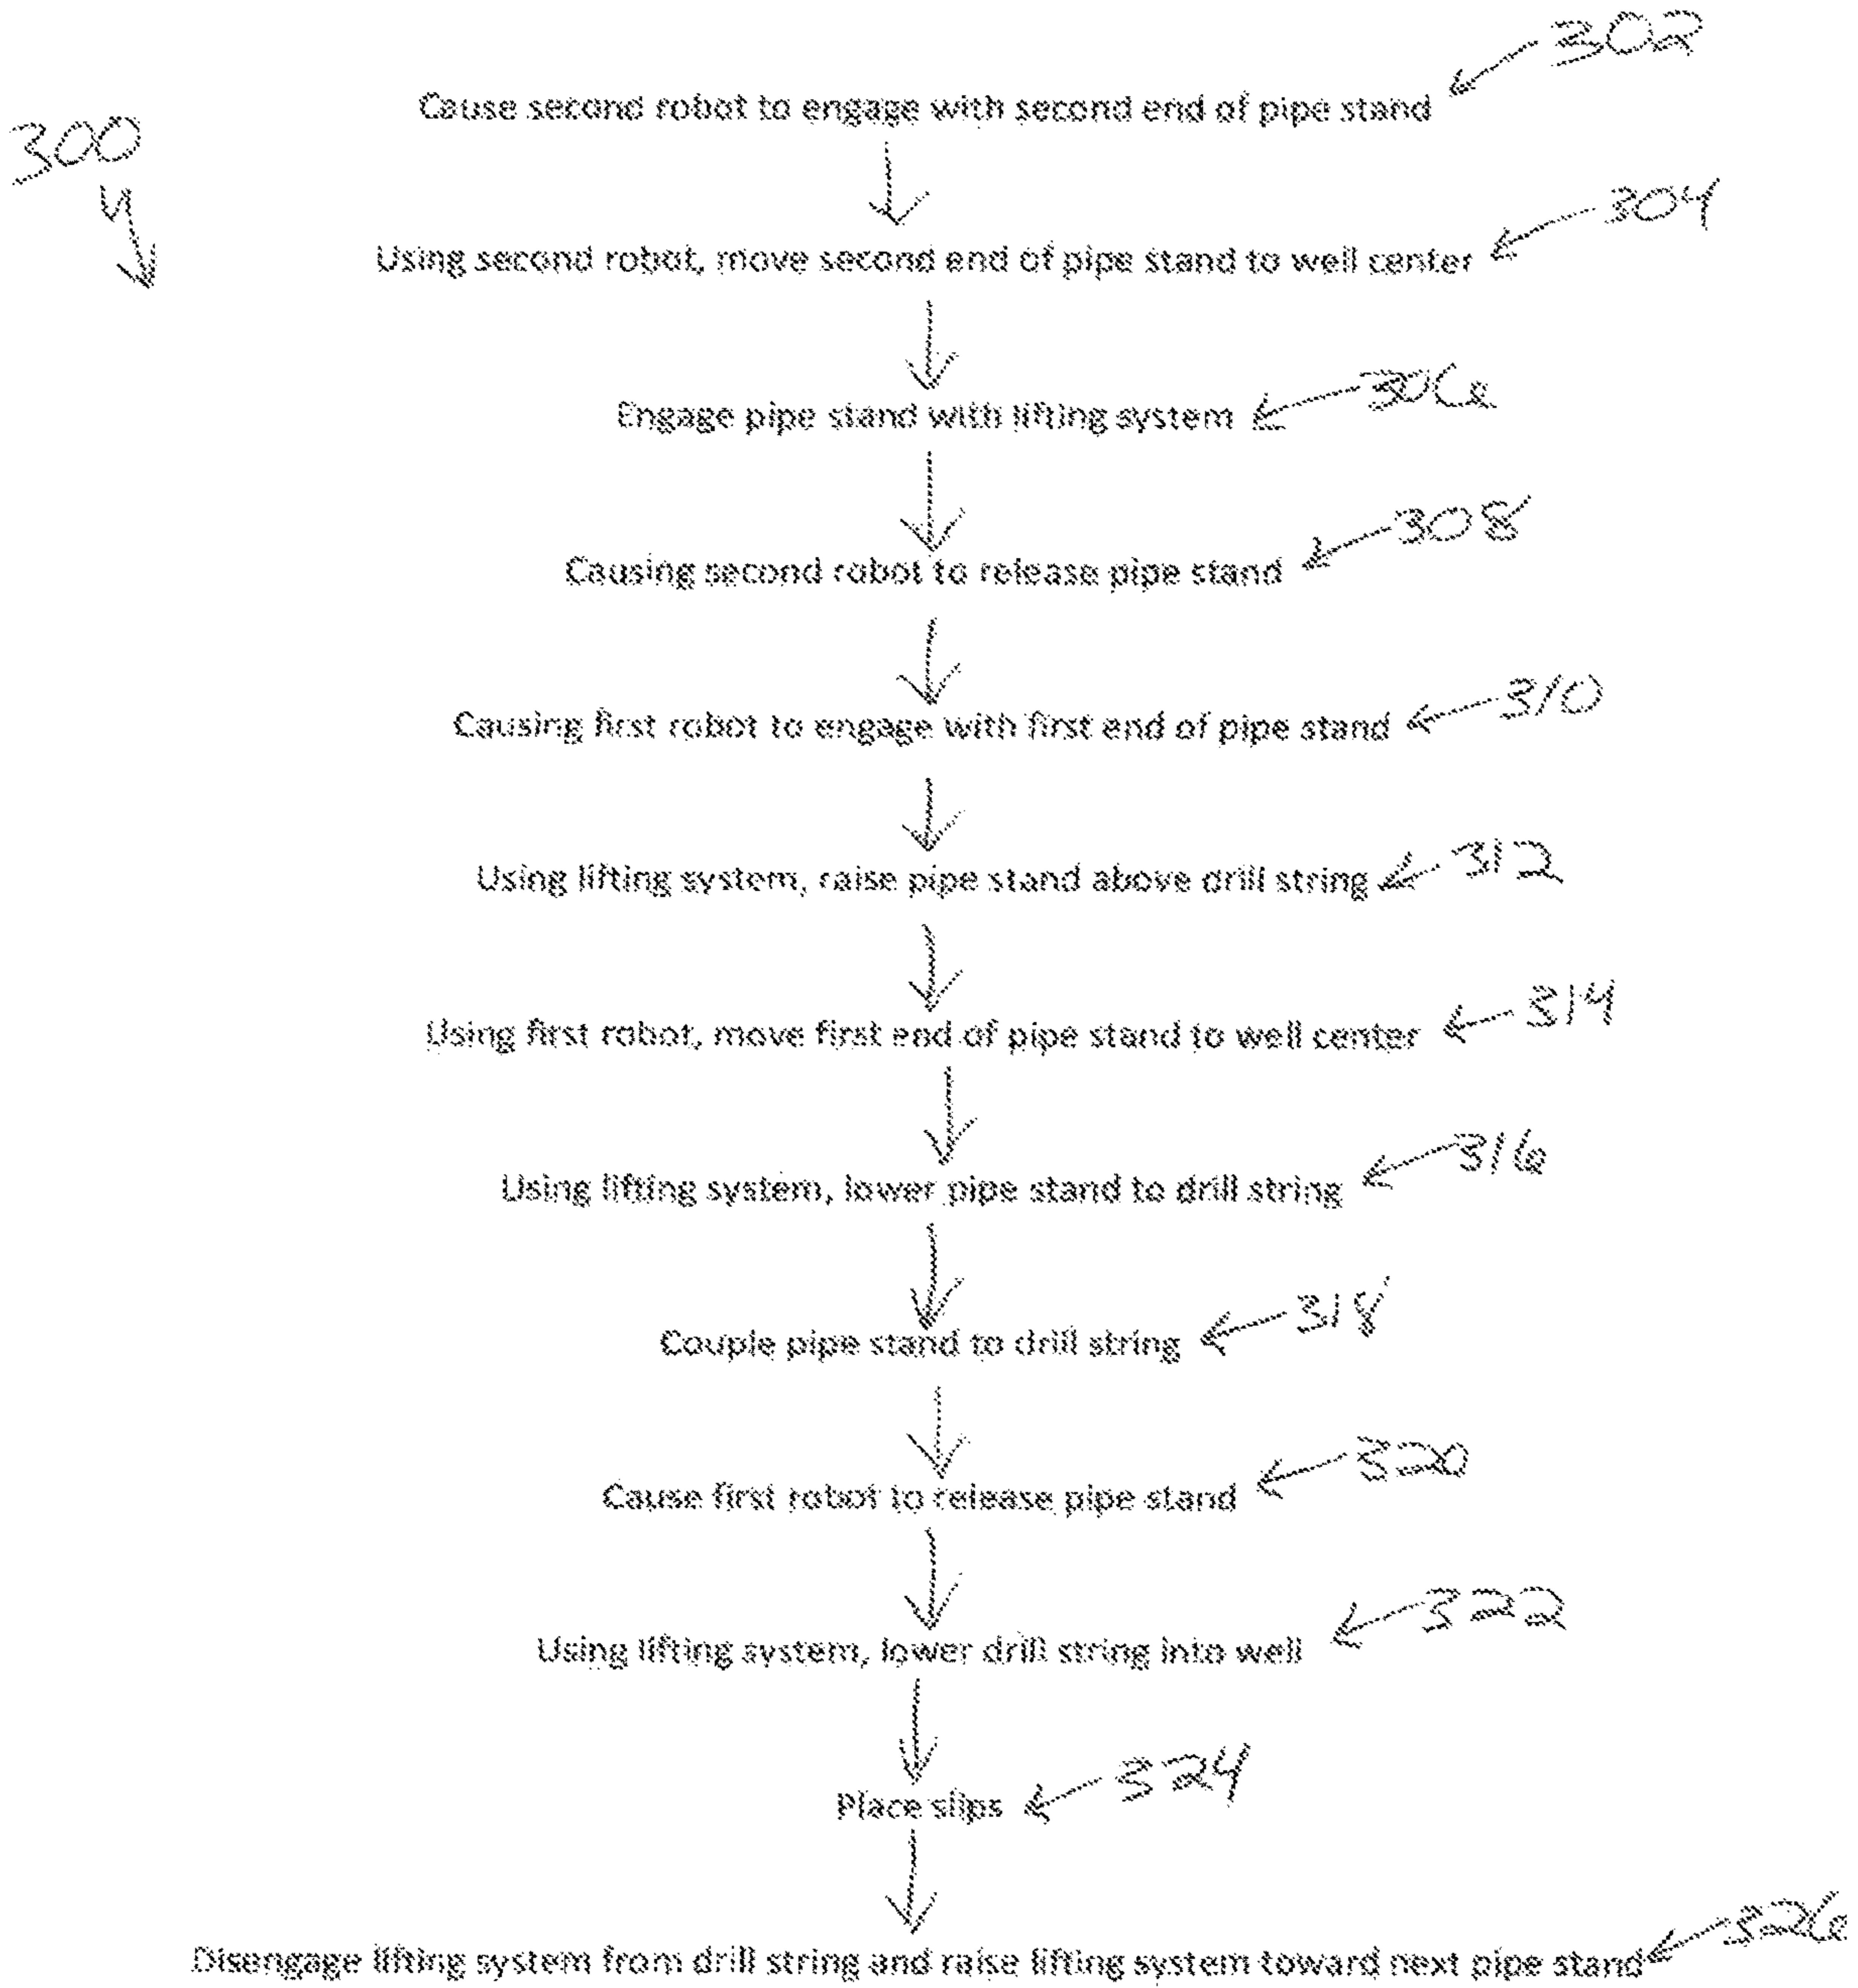 302
Cause second robot to engage with second end of pipe stand
300
304
Using second robot, move second end of pipe stand to well center
306
Engage pipe stand with lifting system
308
Causing second robot to release pipe stand
310
Causing first robot to engage with first end of pipe stand
312
Using lifting system, raise pipe stand above drill string
314
Using first robot, move first end of pipe stand to well center
316
Using lifting system, lower pipe stand to drill string
318
Couple pipe stand to drill string
320
Cause first robot to release pipe stand
322
Using lifting system, lower drill string into well
324
Place slips
326
Disengage lifting system from drill string and raise lifting system toward next pipe stand